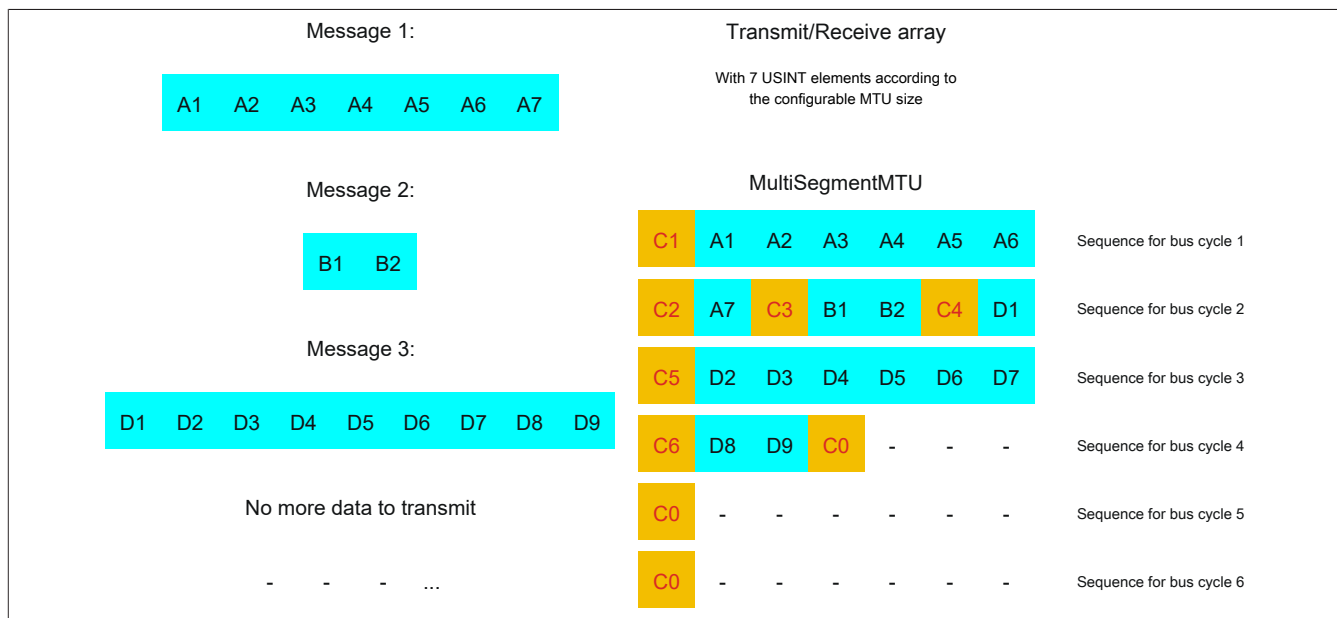 Message 1:
A1 A2 A3 A4 A5 A6 A7
Message 2:
B1 B2
Message 3:
D1 D2 D3 D4 D5 D6 D7 D8 D9
No more data to transmit
- - - ...
Transmit/Receive array
With 7 USINT elements according to
the configurable MTU size
MultiSegmentMTU
C1 A1 A2 A3 A4 A5 A6 Sequence for bus cycle 1
C2 A7 C3 B1 B2 C4 D1 Sequence for bus cycle 2
C5 D2 D3 D4 D5 D6 D7 Sequence for bus cycle 3
C6 D8 D9 C0 - - - Sequence for bus cycle 4
C0 - - - - - - Sequence for bus cycle 5
C0 - - - - - - Sequence for bus cycle 6